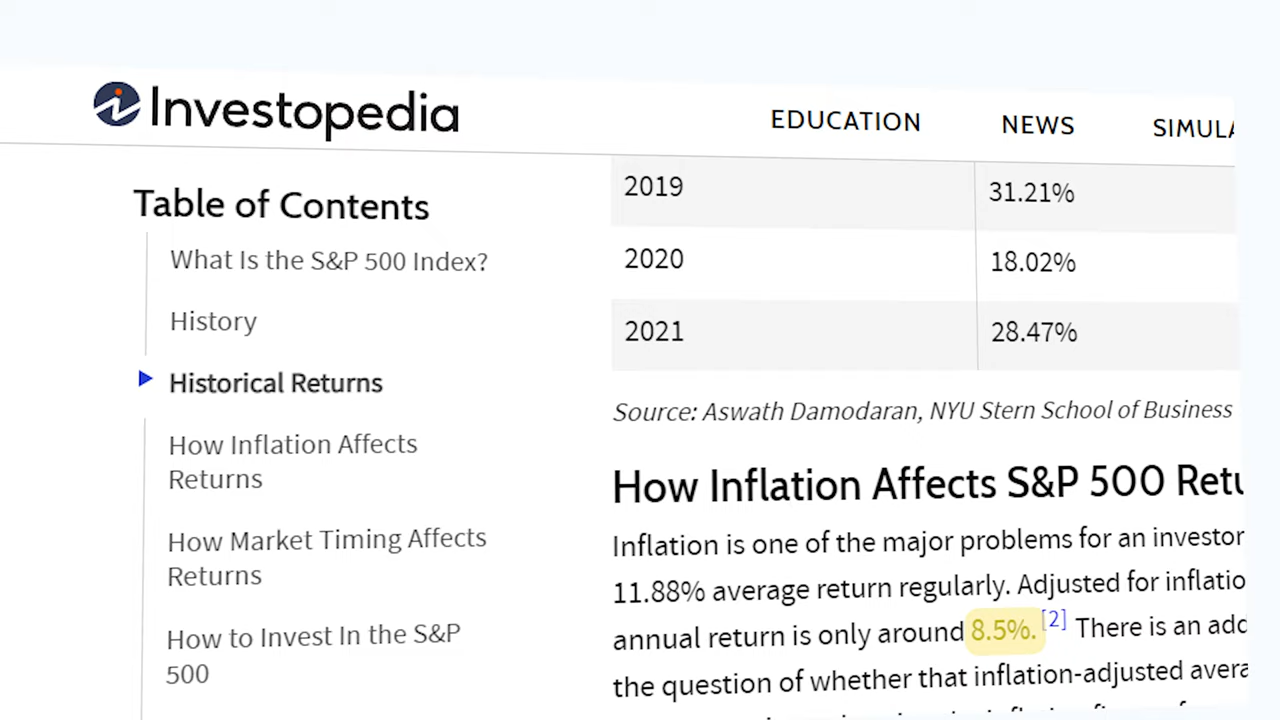 Investopedia
EDUCATION NEWS
Table of Contents
What Is the S&P 500 Index?
History
Historical Returns
How Inflation Affects
Returns
How Market Timing Affects
Returns
How to Invest In the S&P
500
2019 31.21%
2020 18.02%
2021 28.47%
Source: Aswath Damodaran, NYU Stern School of Business
How Inflation Affects S&P 500
Inflation is one of the major problems for an
11.88% average return regularly. Adjusted for
annual return is only around 8.5%.[2] There is an
the question of whether that inflation-adjusted